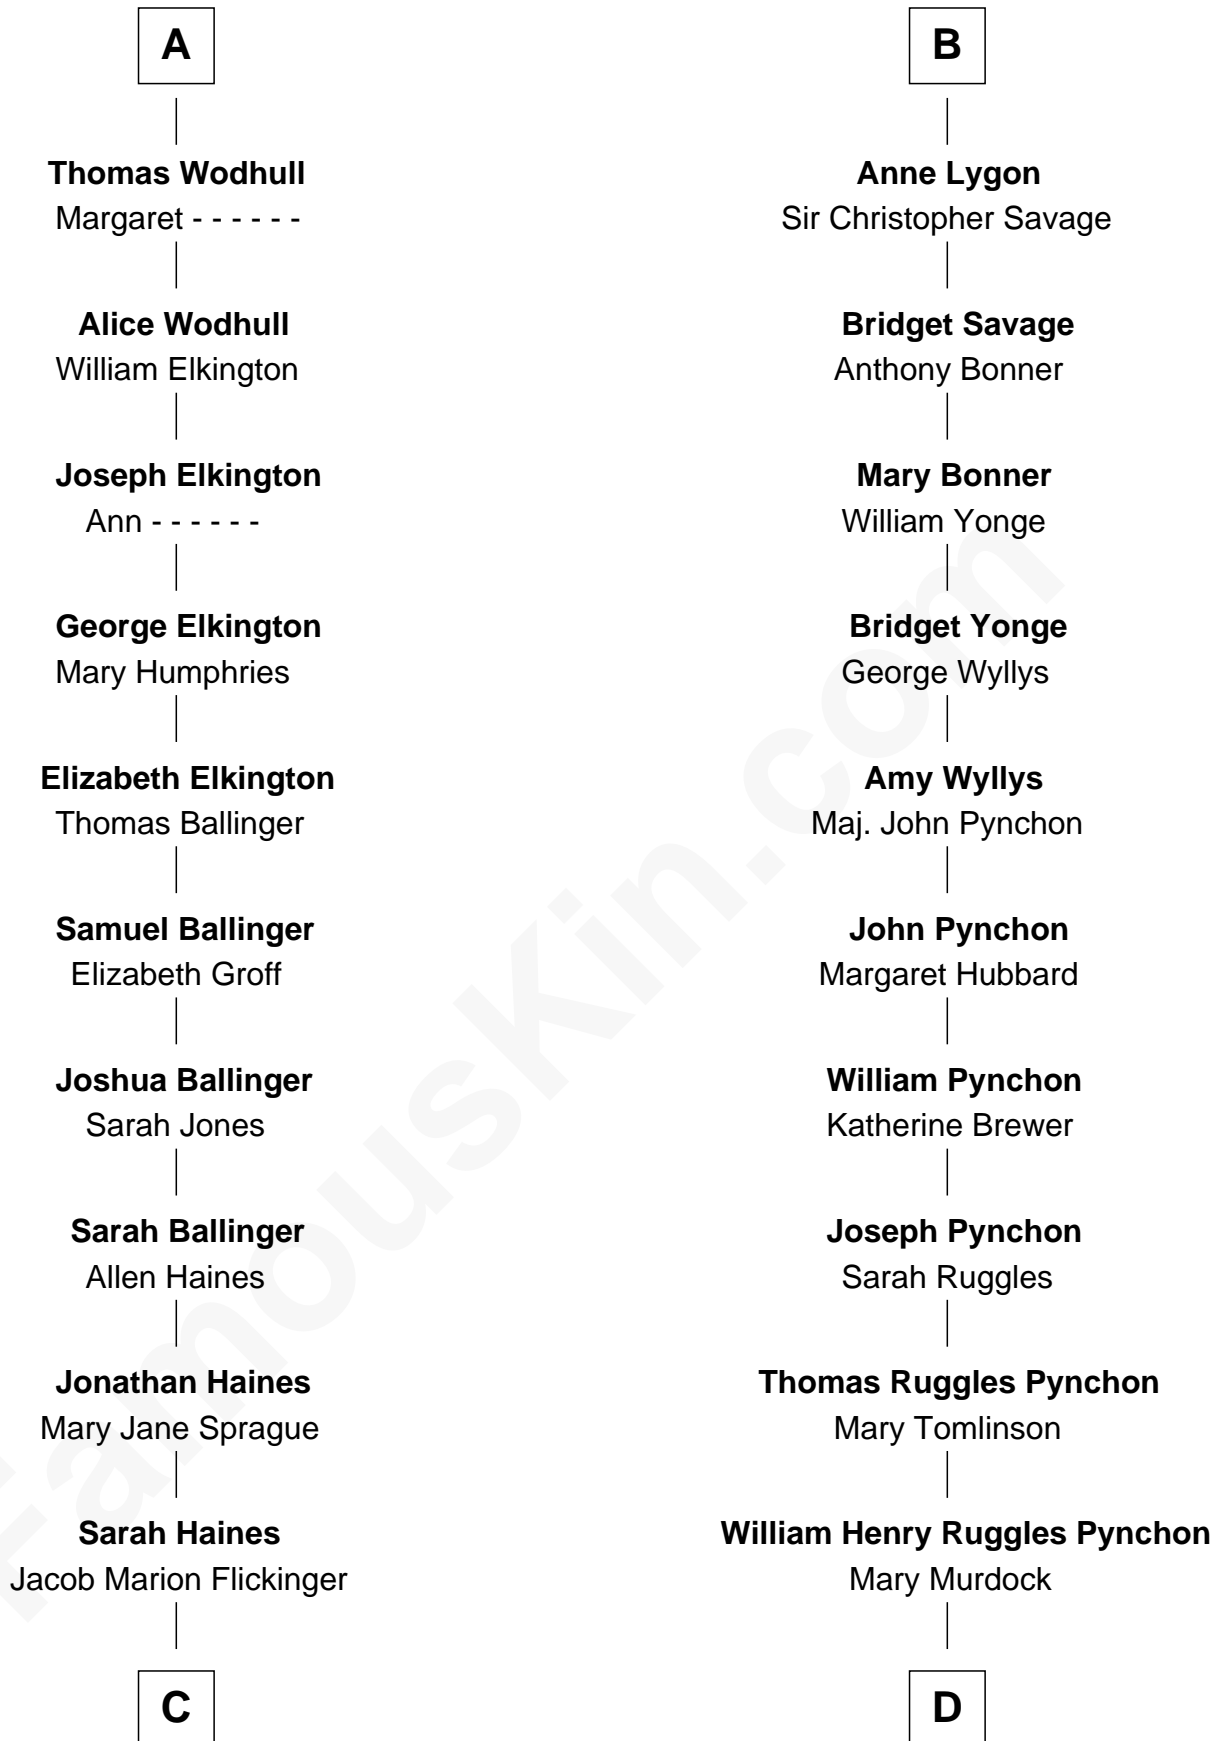 A
Thomas Wodhull
Margaret - - - - - -
Alice Wodhull
William Elkington
Joseph Elkington
Ann - - - - - -
George Elkington
Mary Humphries
Elizabeth Elkington
Thomas Ballinger
Samuel Ballinger
Elizabeth Groff
Joshua Ballinger
Sarah Jones
Sarah Ballinger
Allen Haines
Jonathan Haines
Mary Jane Sprague
Sarah Haines
Jacob Marion Flickinger
C
B
Anne Lygon
Sir Christopher Savage
Bridget Savage
Anthony Bonner
Mary Bonner
William Yonge
Bridget Yonge
George Wyllys
Amy Wyllys
Maj. John Pynchon
John Pynchon
Margaret Hubbard
William Pynchon
Katherine Brewer
Joseph Pynchon
Sarah Ruggles
Thomas Ruggles Pynchon
Mary Tomlinson
William Henry Ruggles Pynchon
Mary Murdock
D
FamousKin.com